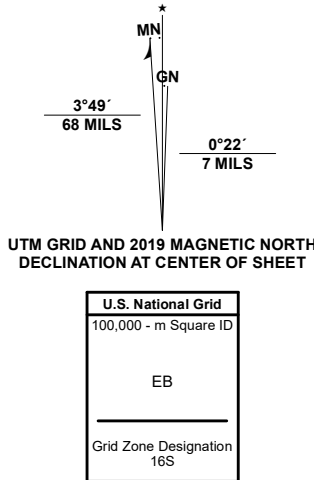 MN
GN
3°49´
68 MILS
0°22´
7 MILS
UTM GRID AND 2019 MAGNETIC NORTH
DECLINATION AT CENTER OF SHEET
U.S. National Grid
100,000 - m Square ID
EB
Grid Zone Designation
16S